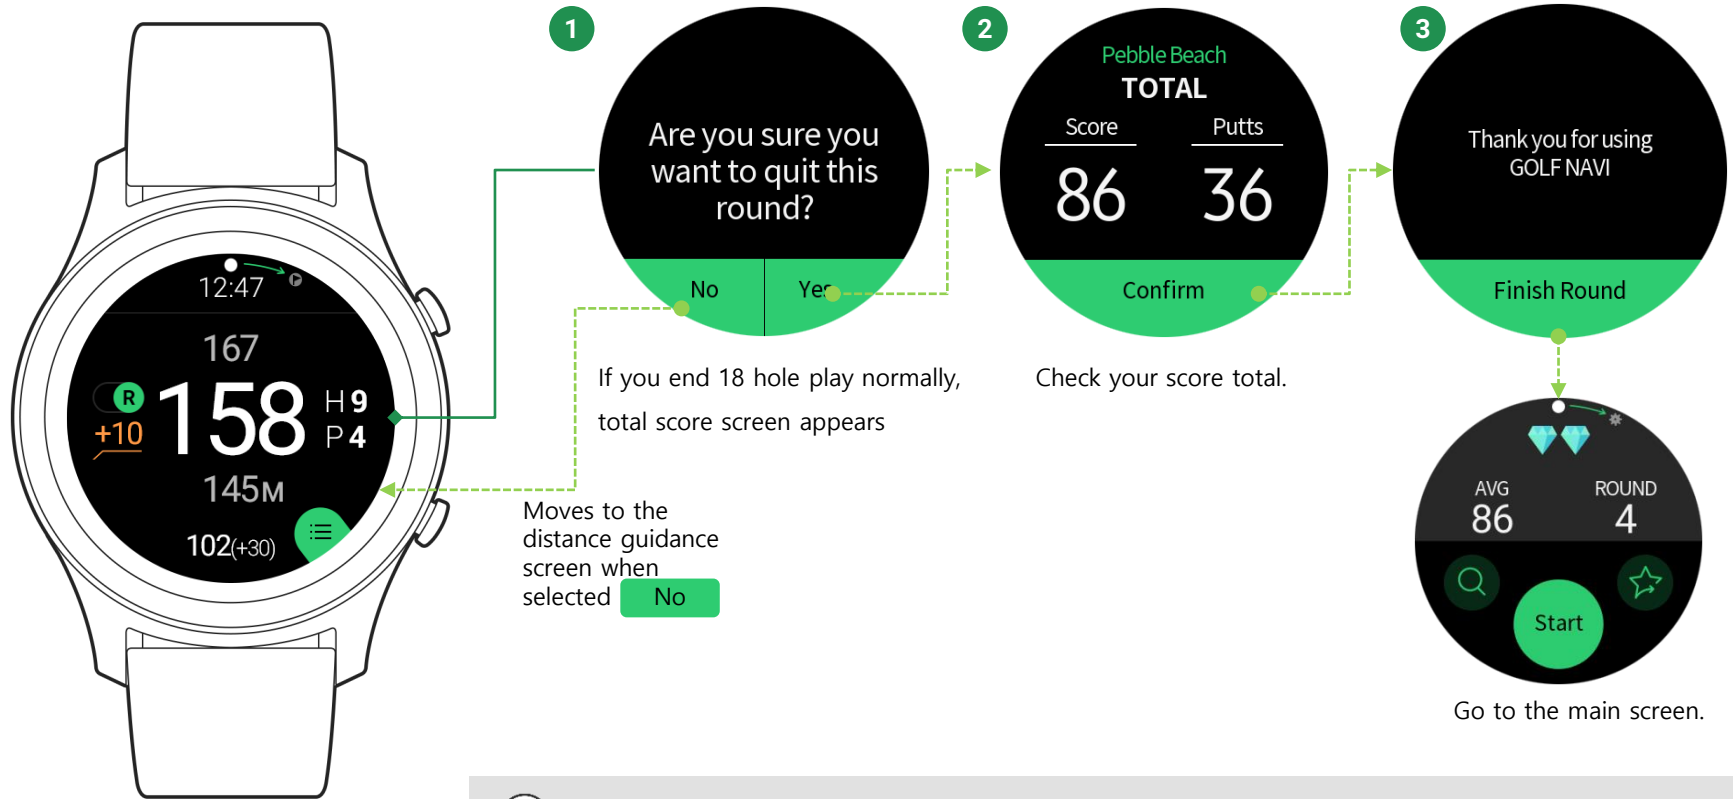 12:47
167
R
158
H 9
+10
P 4
145M
102(+30)
1
Are you sure you
want to quit this
round?
No
Yes
If you end 18 hole play normally,
total score screen appears
Moves to the
distance guidance
screen when
selected No
2
Pebble Beach
TOTAL
Score Putts
86 36
Confirm
Check your score total.
3
Thank you for using
GOLF NAVI
Finish Round
AVG ROUND
86 4
Start
Go to the main screen.